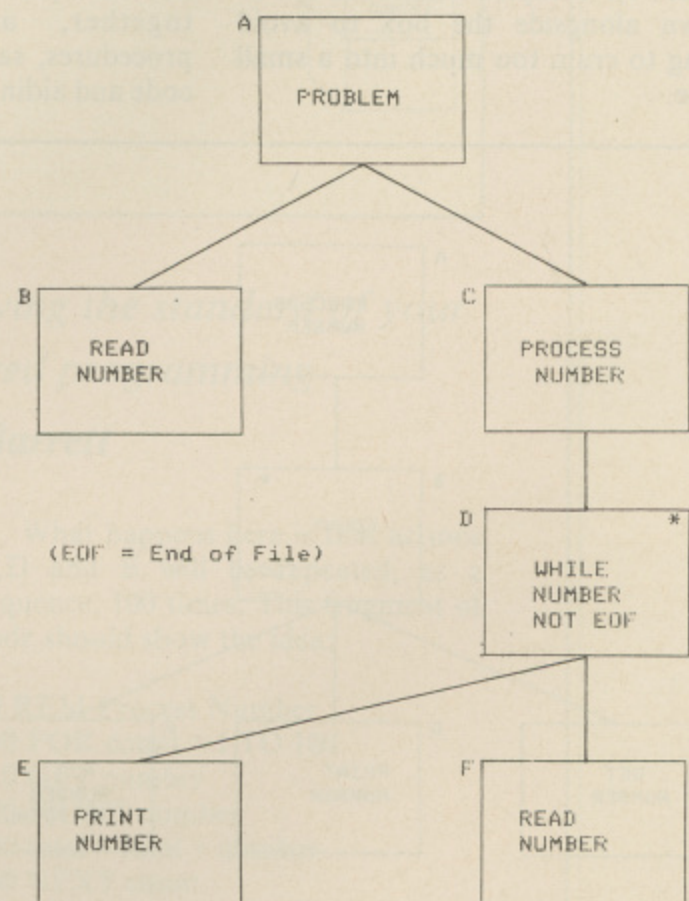 A
PROBLEM
B
READ
NUMBER
C
PROCESS
NUMBER
(EOF = End of File)
D
*
WHILE
NUMBER
NOT EOF
E
PRINT
NUMBER
F
READ
NUMBER